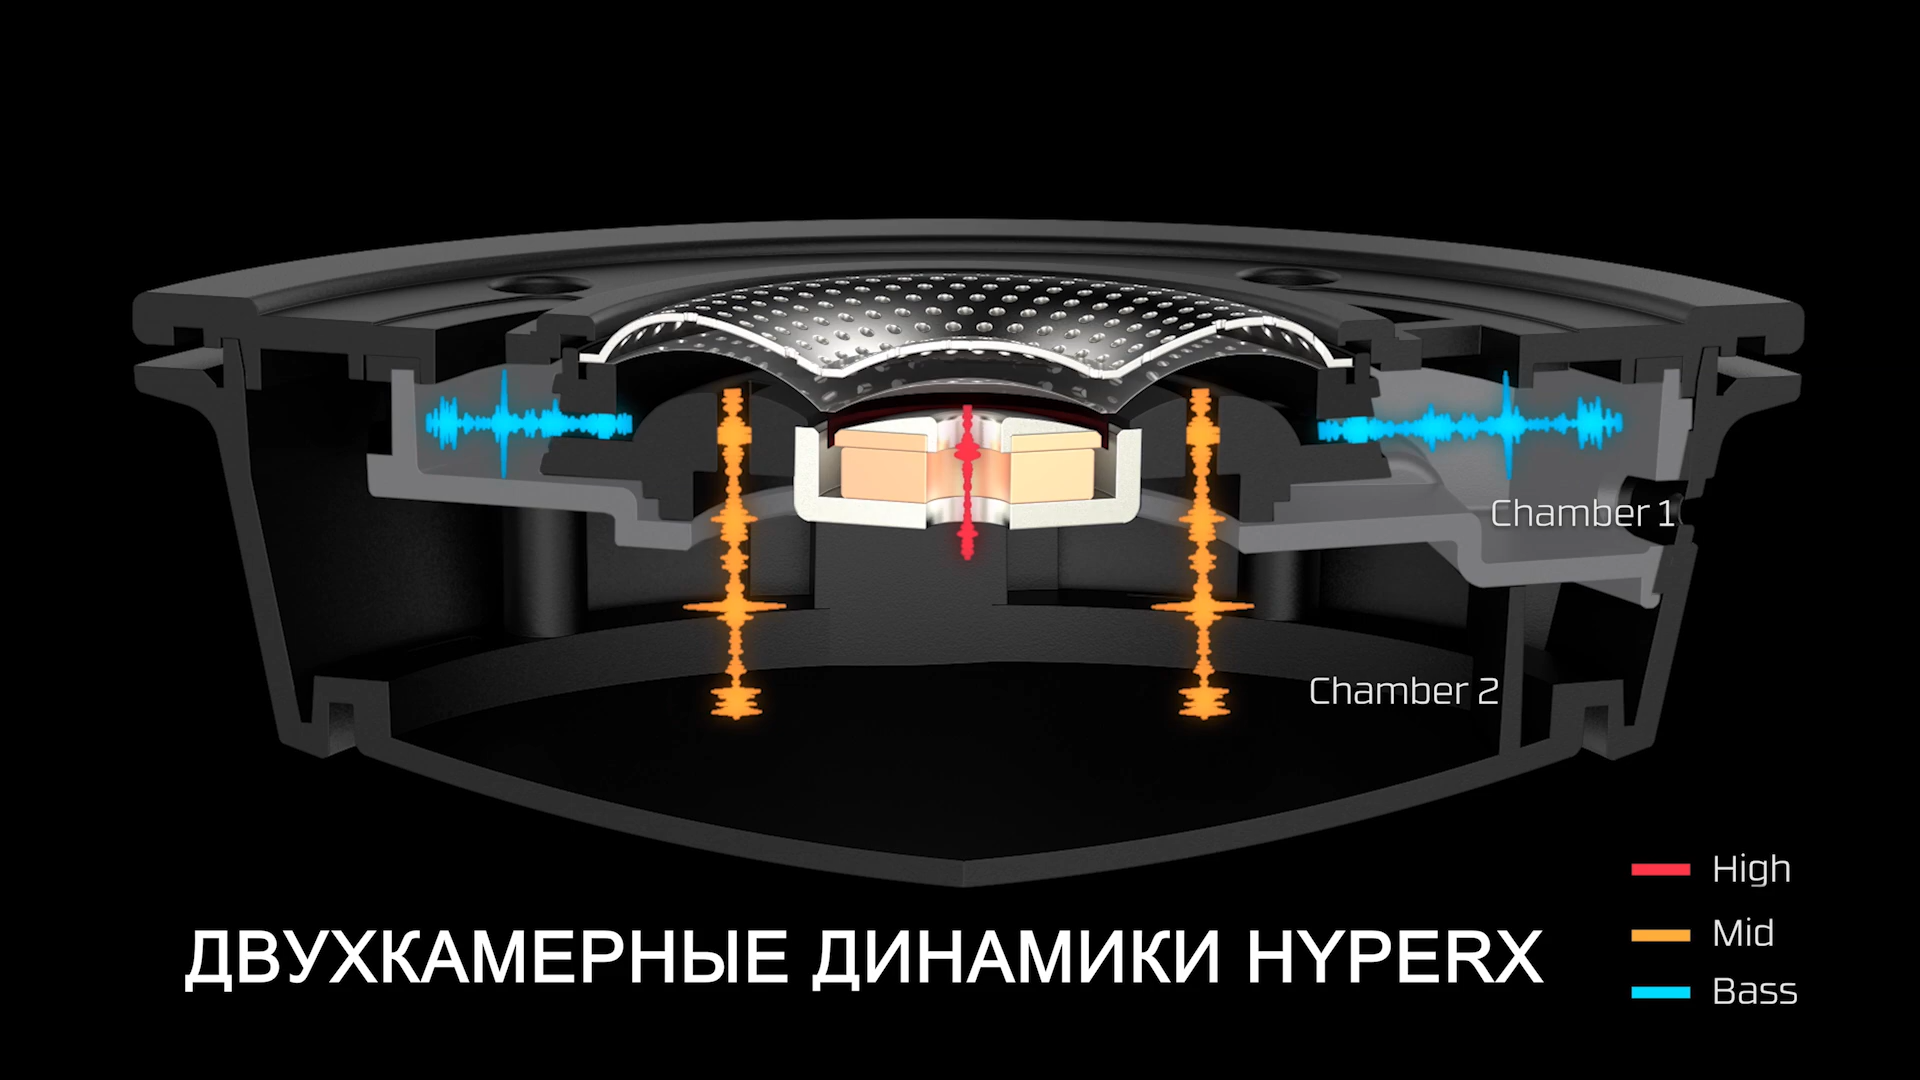 Chamber 1
Chamber 2
High
Mid
Bass
ДВУХКАМЕРНЫЕ ДИНАМИКИ HYPERX